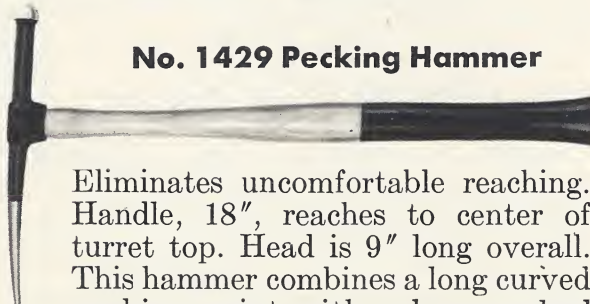 No. 1429 Pecking Hammer
Eliminates uncomfortable reaching.
Handle, 18″, reaches to center of
turret top. Head is 9″ long overall.
This hammer combines a long curved